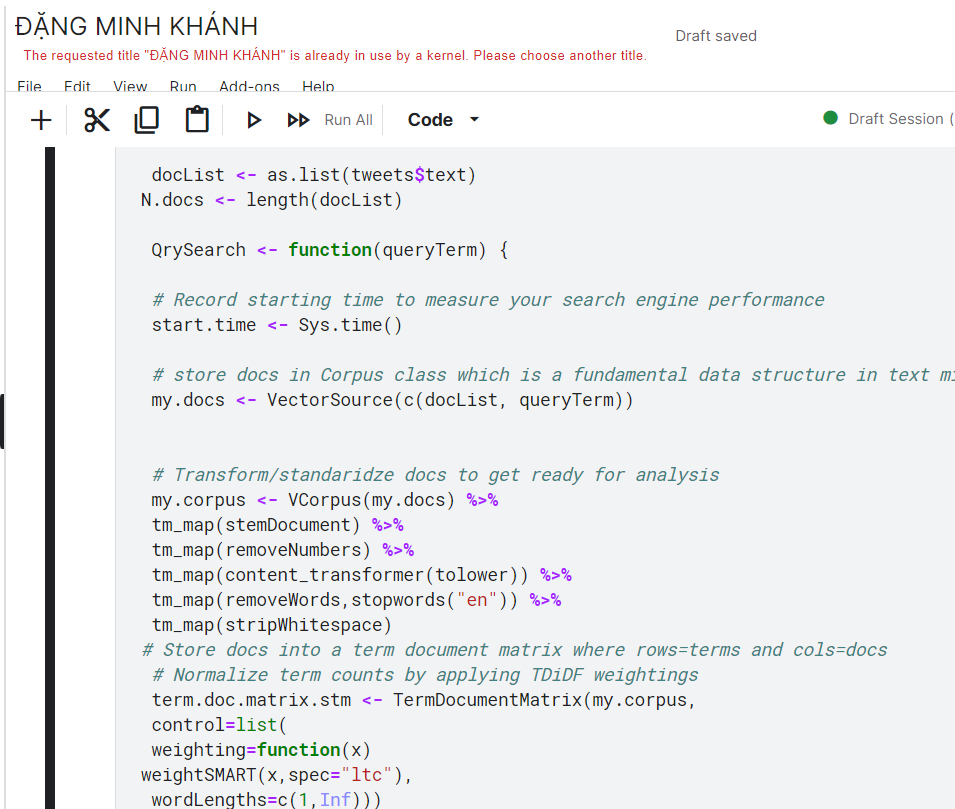 ĐẶNG MINH KHÁNH
Draft saved
The requested title "ĐẶNG MINH KHÁNH" is already in use by a kernel. Please choose another title.
File Edit View Run Add-ons Help
Run All Code Draft Session (
docList <- as.list(tweets$text)
N.docs <- length(docList)
QrySearch <- function(queryTerm) {
# Record starting time to measure your search engine performance
start.time <- Sys.time()
# store docs in Corpus class which is a fundamental data structure in text mi
my.docs <- VectorSource(c(docList, queryTerm))
# Transform/standaridze docs to get ready for analysis
my.corpus <- VCorpus(my.docs) %>%
tm_map(stemDocument) %>%
tm_map(removeNumbers) %>%
tm_map(content_transformer(tolower)) %>%
tm_map(removeWords,stopwords("en")) %>%
tm_map(stripWhitespace)
# Store docs into a term document matrix where rows=terms and cols=docs
# Normalize term counts by applying TDiDF weightings
term.doc.matrix.stm <- TermDocumentMatrix(my.corpus,
control=list(
weighting=function(x)
weightSMART(x,spec="ltc"),
wordLengths=c(1,Inf)))